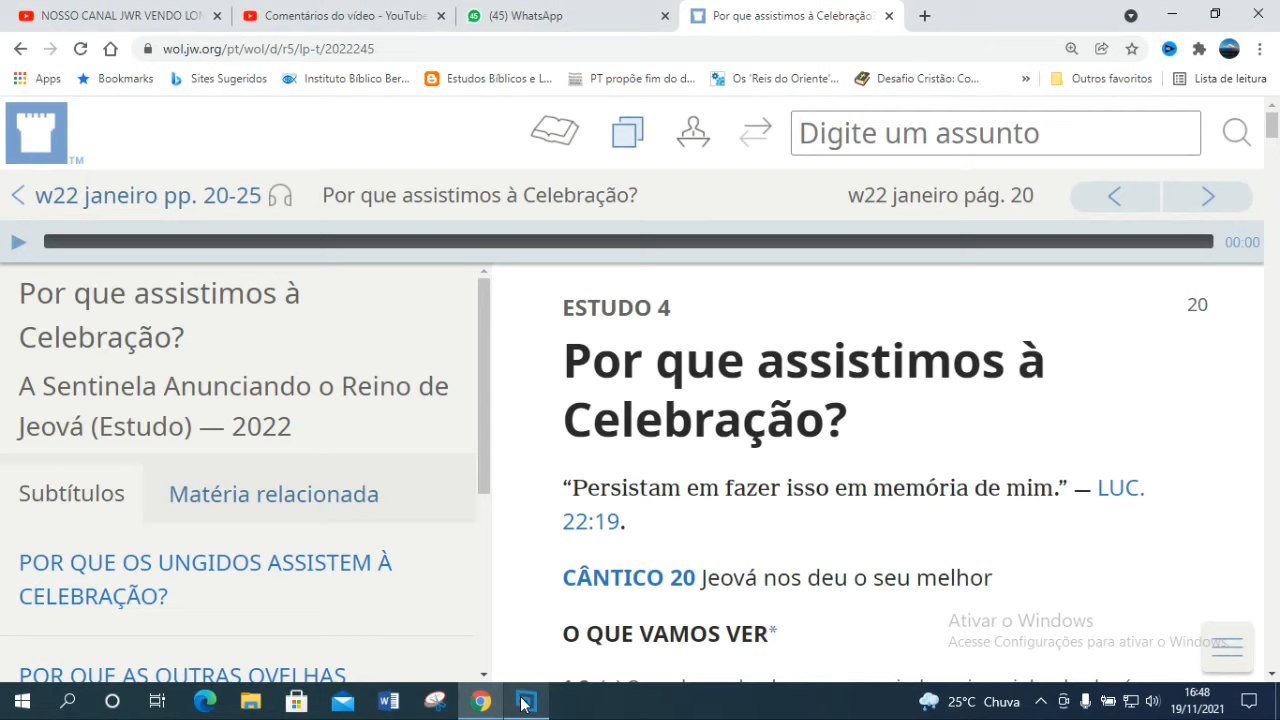 NOSSO CANAL JWR VENDO LON
Comentários do vídeo - YouTube
(45) WhatsApp
Por que assistimos à Celebração?
wol.jw.org/pt/wol/d/r5/lp-t/2022245
Apps
Bookmarks
Sites Sugeridos
Instituto Bíblico Ber...
Estudos Bíblicos e L...
PT propõe fim do d...
Os 'Reis do Oriente'...
Desafio Cristão: Co...
»
Outros favoritos
Lista de leitura
TM
Digite um assunto
w22 janeiro pp. 20-25
Por que assistimos à Celebração?
w22 janeiro pág. 20
00:00
Por que assistimos à
Celebração?
A Sentinela Anunciando o Reino de
Jeová (Estudo) — 2022
Subtítulos
Matéria relacionada
POR QUE OS UNGIDOS ASSISTEM À
CELEBRAÇÃO?
POR QUE AS OUTRAS OVELHAS
ESTUDO 4
20
Por que assistimos à
Celebração?
“Persistam em fazer isso em memória de mim.” — LUC.
22:19.
CÂNTICO 20 Jeová nos deu o seu melhor
O QUE VAMOS VER*
Ativar o Windows
Acesse Configurações para ativar o Windows.
25°C Chuva
16:48
19/11/2021